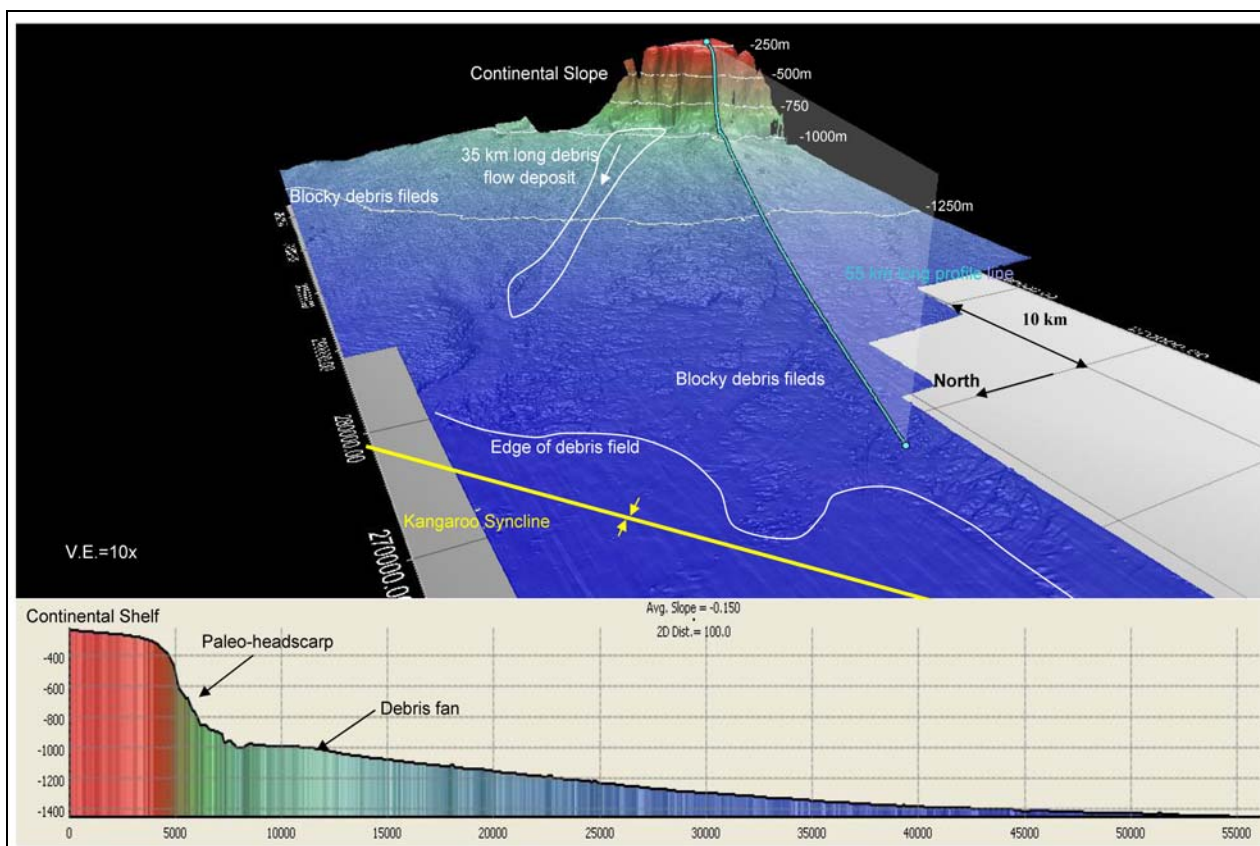 -250m
Continental Slope
-500m
-750
-1000m
35 km long debris
flow deposit
Blocky debris fileds
-1250m
55 km long profile line
10 km
North
Blocky debris fileds
Edge of debris field
280000.00
Kangaroo Syncline
V.E.=10x
270000.00
Continental Shelf
Avg. Slope = -0.150
2D Dist.= 100.0
Paleo-headscarp
Debris fan
-400
-600
-800
-1000
-1200
-1400
0 5000 10000 15000 20000 25000 30000 35000 40000 45000 50000 55000